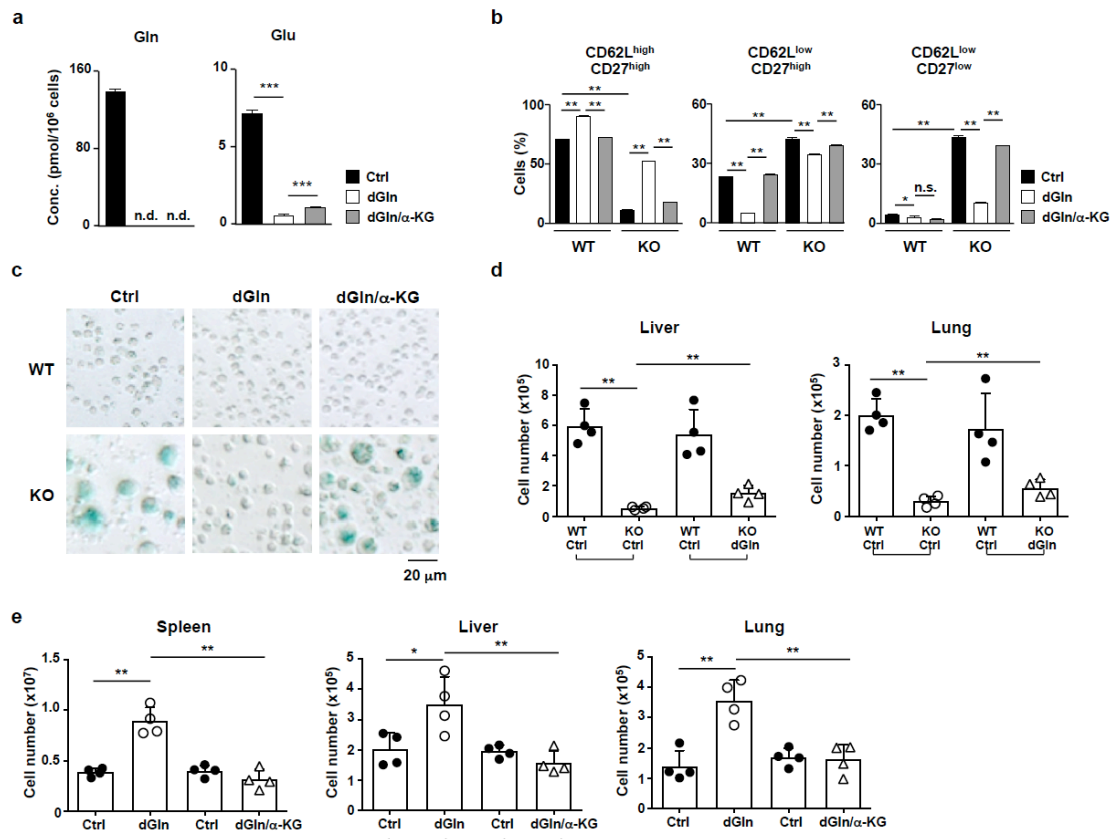 a
Gln
Glu
Conc. (pmol/10⁶ cells)
160
80
0
n.d. n.d.
10
5
0
***
***
Ctrl
dGln
dGln/α-KG
b
CD62Lhigh
CD27high
CD62Llow
CD27high
CD62Llow
CD27low
Cells (%)
100
50
0
**
** **
** **
WT KO
60
30
0
**
** **
** **
WT KO
60
30
0
**
* n.s.
** **
WT KO
Ctrl
dGln
dGln/α-KG
c
Ctrl dGln dGln/α-KG
WT
KO
20 μm
d
Liver
Cell number (x10⁵)
10
8
6
4
2
0
**
**
WT KO WT KO
Ctrl Ctrl Ctrl dGln
Lung
Cell number (x10⁵)
3
2
1
0
**
**
WT KO WT KO
Ctrl Ctrl Ctrl dGln
e
Spleen
Cell number (x10⁷)
1.5
1.0
0.5
0
**
**
Ctrl dGln Ctrl dGln/α-KG
Liver
Cell number (x10⁵)
5
4
3
2
1
0
*
**
Ctrl dGln Ctrl dGln/α-KG
Lung
Cell number (x10⁵)
5
4
3
2
1
0
**
**
Ctrl dGln Ctrl dGln/α-KG